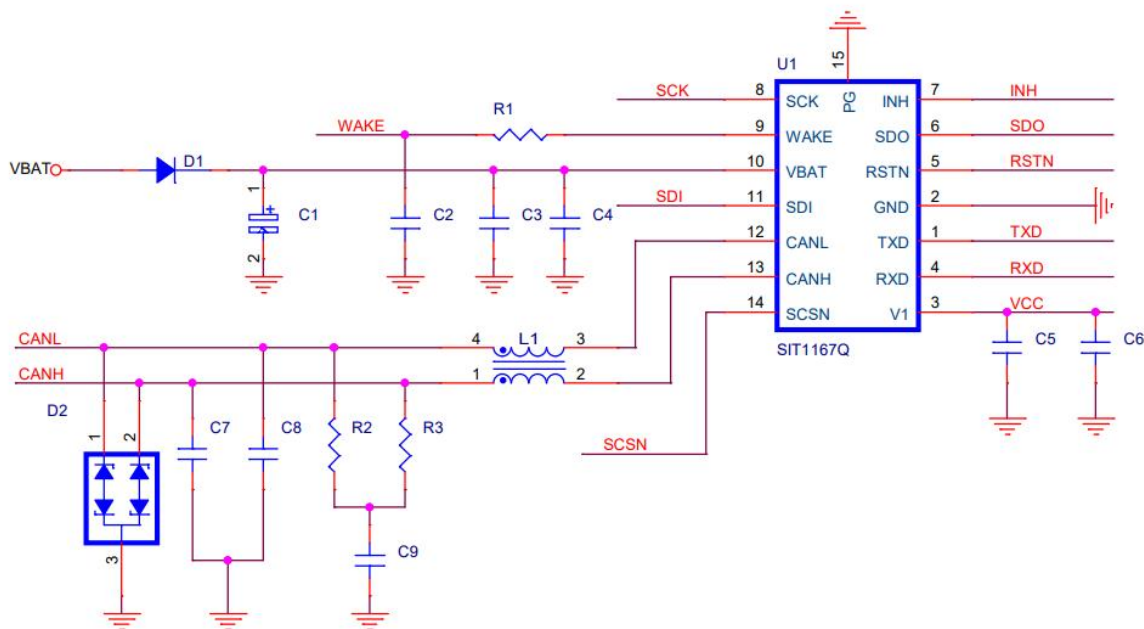 15
U1
SCK 8 SCK PG INH 7 INH
WAKE R1 9 WAKE SDO 6 SDO
VBAT D1 10 VBAT RSTN 5 RSTN
1 + C1 2
C2 C3 C4
SDI 11 SDI GND 2
12 CANL TXD 1 TXD
13 CANH RXD 4 RXD
14 SCSN V1 3 VCC
SIT1167Q
C5 C6
CANL 4 L1 3
CANH 1 2
D2
1 2
C7 C8 R2 R3
SCSN
3
C9